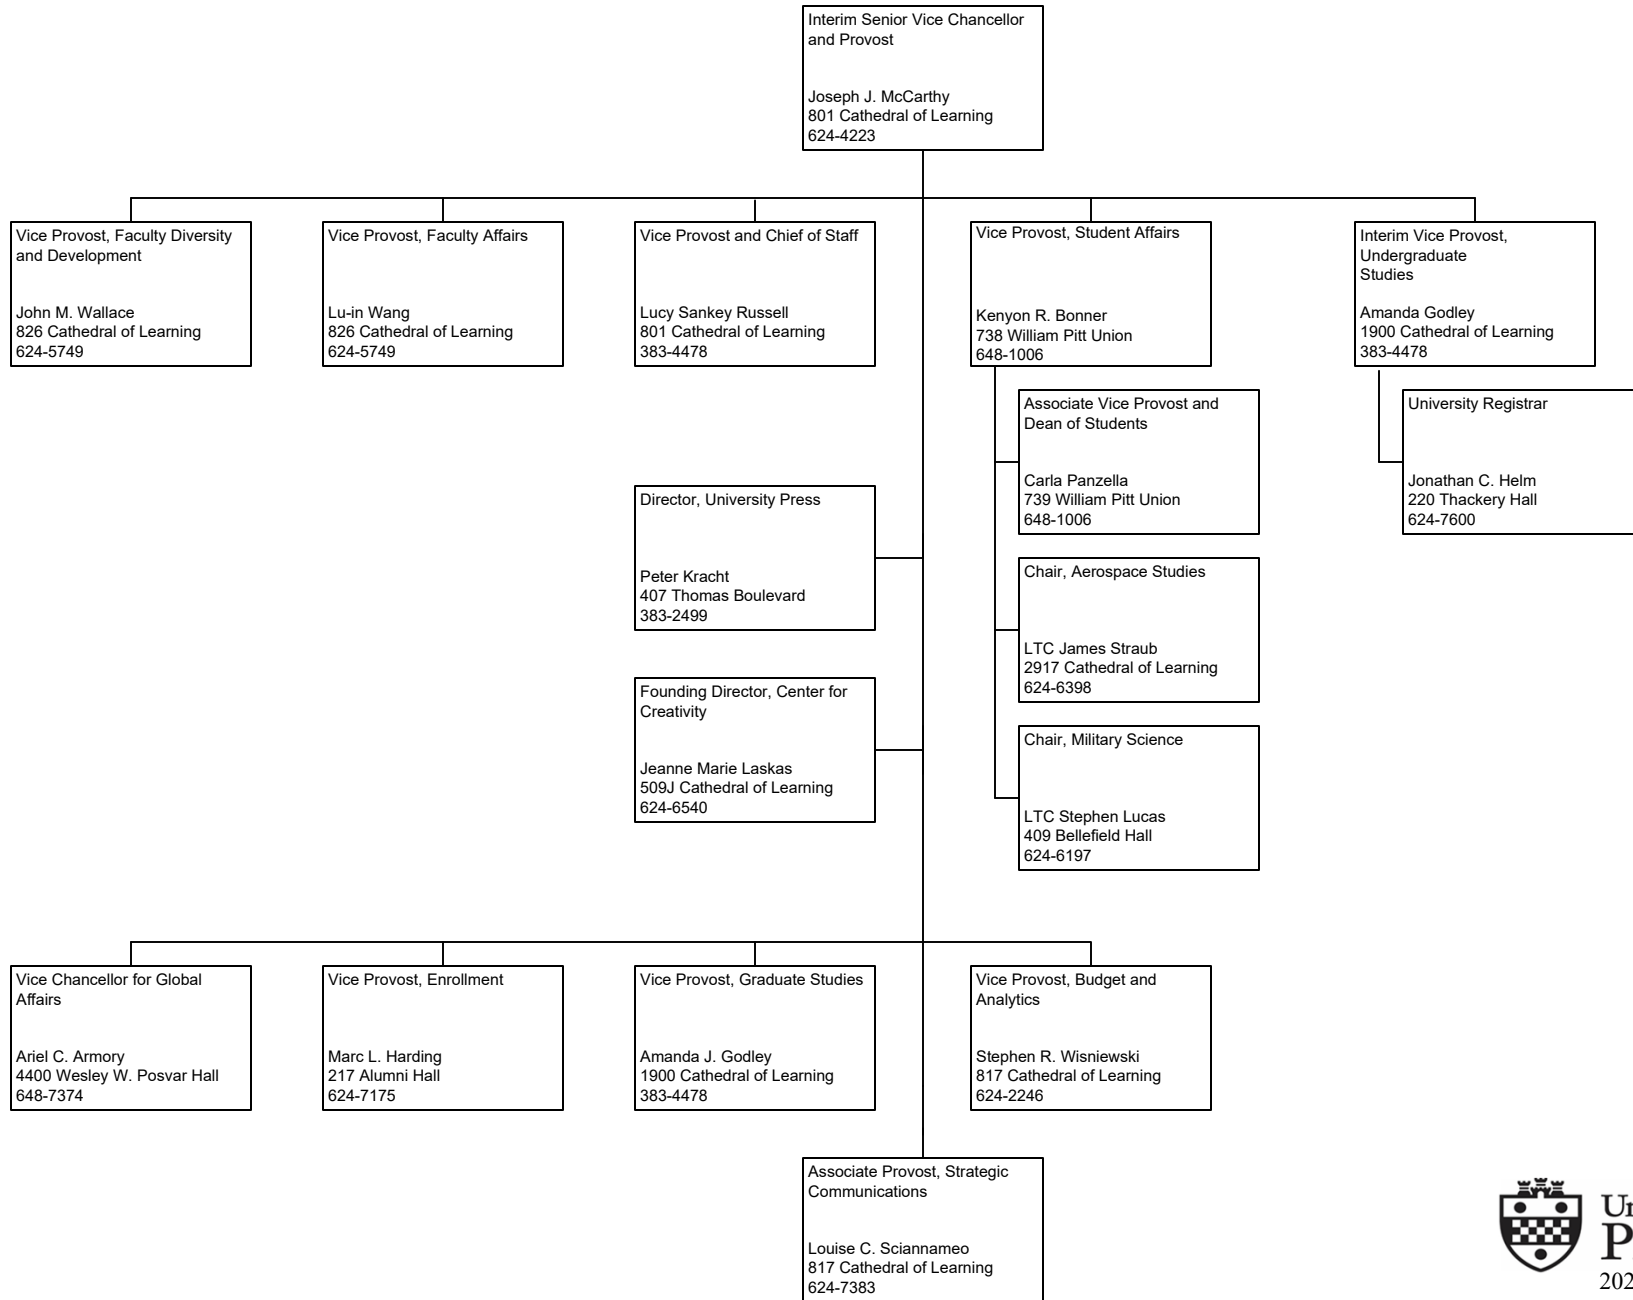 Interim Senior Vice Chancellor
and Provost
Joseph J. McCarthy
801 Cathedral of Learning
624-4223
Vice Provost, Faculty Diversity
and Development
John M. Wallace
826 Cathedral of Learning
624-5749
Vice Provost, Faculty Affairs
Lu-in Wang
826 Cathedral of Learning
624-5749
Vice Provost and Chief of Staff
Lucy Sankey Russell
801 Cathedral of Learning
383-4478
Vice Provost, Student Affairs
Kenyon R. Bonner
738 William Pitt Union
648-1006
Interim Vice Provost,
Undergraduate
Studies
Amanda Godley
1900 Cathedral of Learning
383-4478
Associate Vice Provost and
Dean of Students
Carla Panzella
739 William Pitt Union
648-1006
University Registrar
Jonathan C. Helm
220 Thackery Hall
624-7600
Director, University Press
Peter Kracht
407 Thomas Boulevard
383-2499
Chair, Aerospace Studies
LTC James Straub
2917 Cathedral of Learning
624-6398
Founding Director, Center for
Creativity
Jeanne Marie Laskas
509J Cathedral of Learning
624-6540
Chair, Military Science
LTC Stephen Lucas
409 Bellefield Hall
624-6197
Vice Chancellor for Global
Affairs
Ariel C. Armory
4400 Wesley W. Posvar Hall
648-7374
Vice Provost, Enrollment
Marc L. Harding
217 Alumni Hall
624-7175
Vice Provost, Graduate Studies
Amanda J. Godley
1900 Cathedral of Learning
383-4478
Vice Provost, Budget and
Analytics
Stephen R. Wisniewski
817 Cathedral of Learning
624-2246
Associate Provost, Strategic
Communications
Louise C. Sciannameo
817 Cathedral of Learning
624-7383